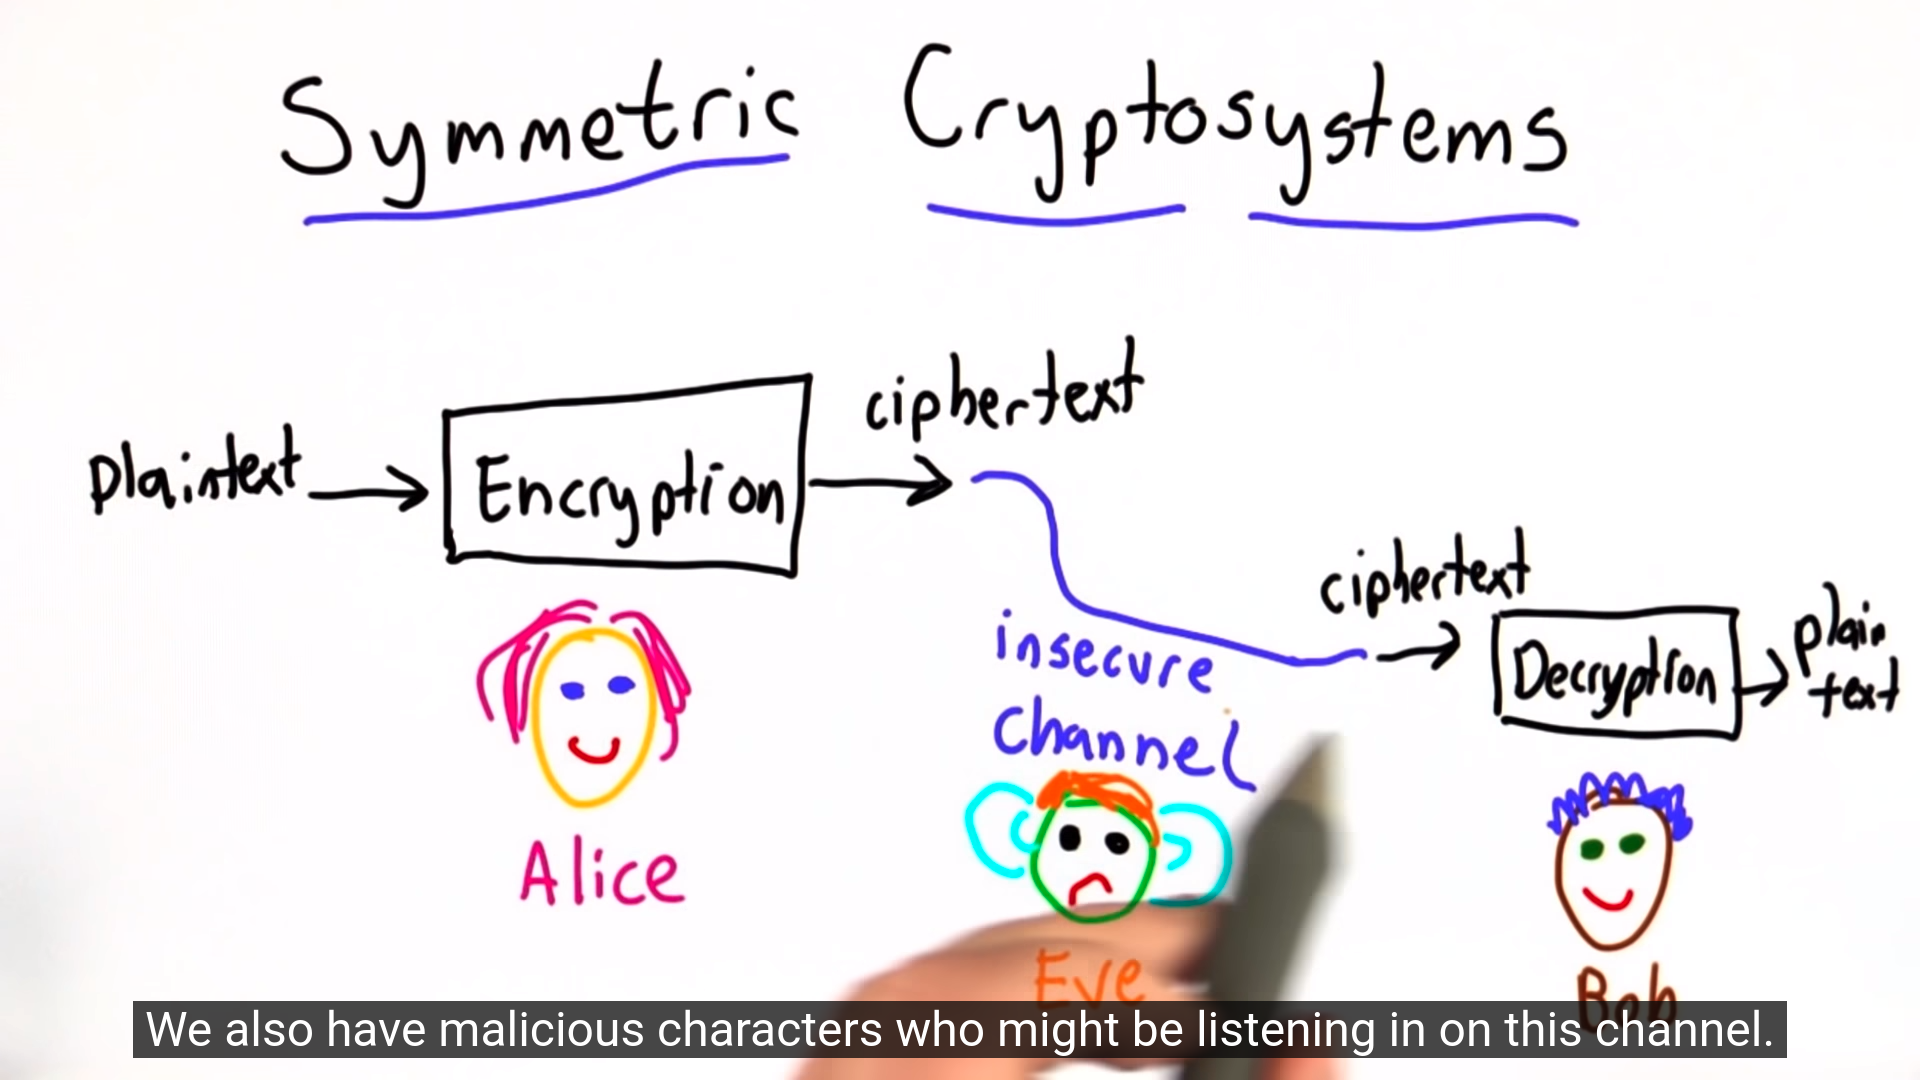 Symmetric Cryptosystems
plaintext
Encryption
ciphertext
insecure
channel
ciphertext
Decryption
plain
text
Alice
Eve
Bob
We also have malicious characters who might be listening in on this channel.